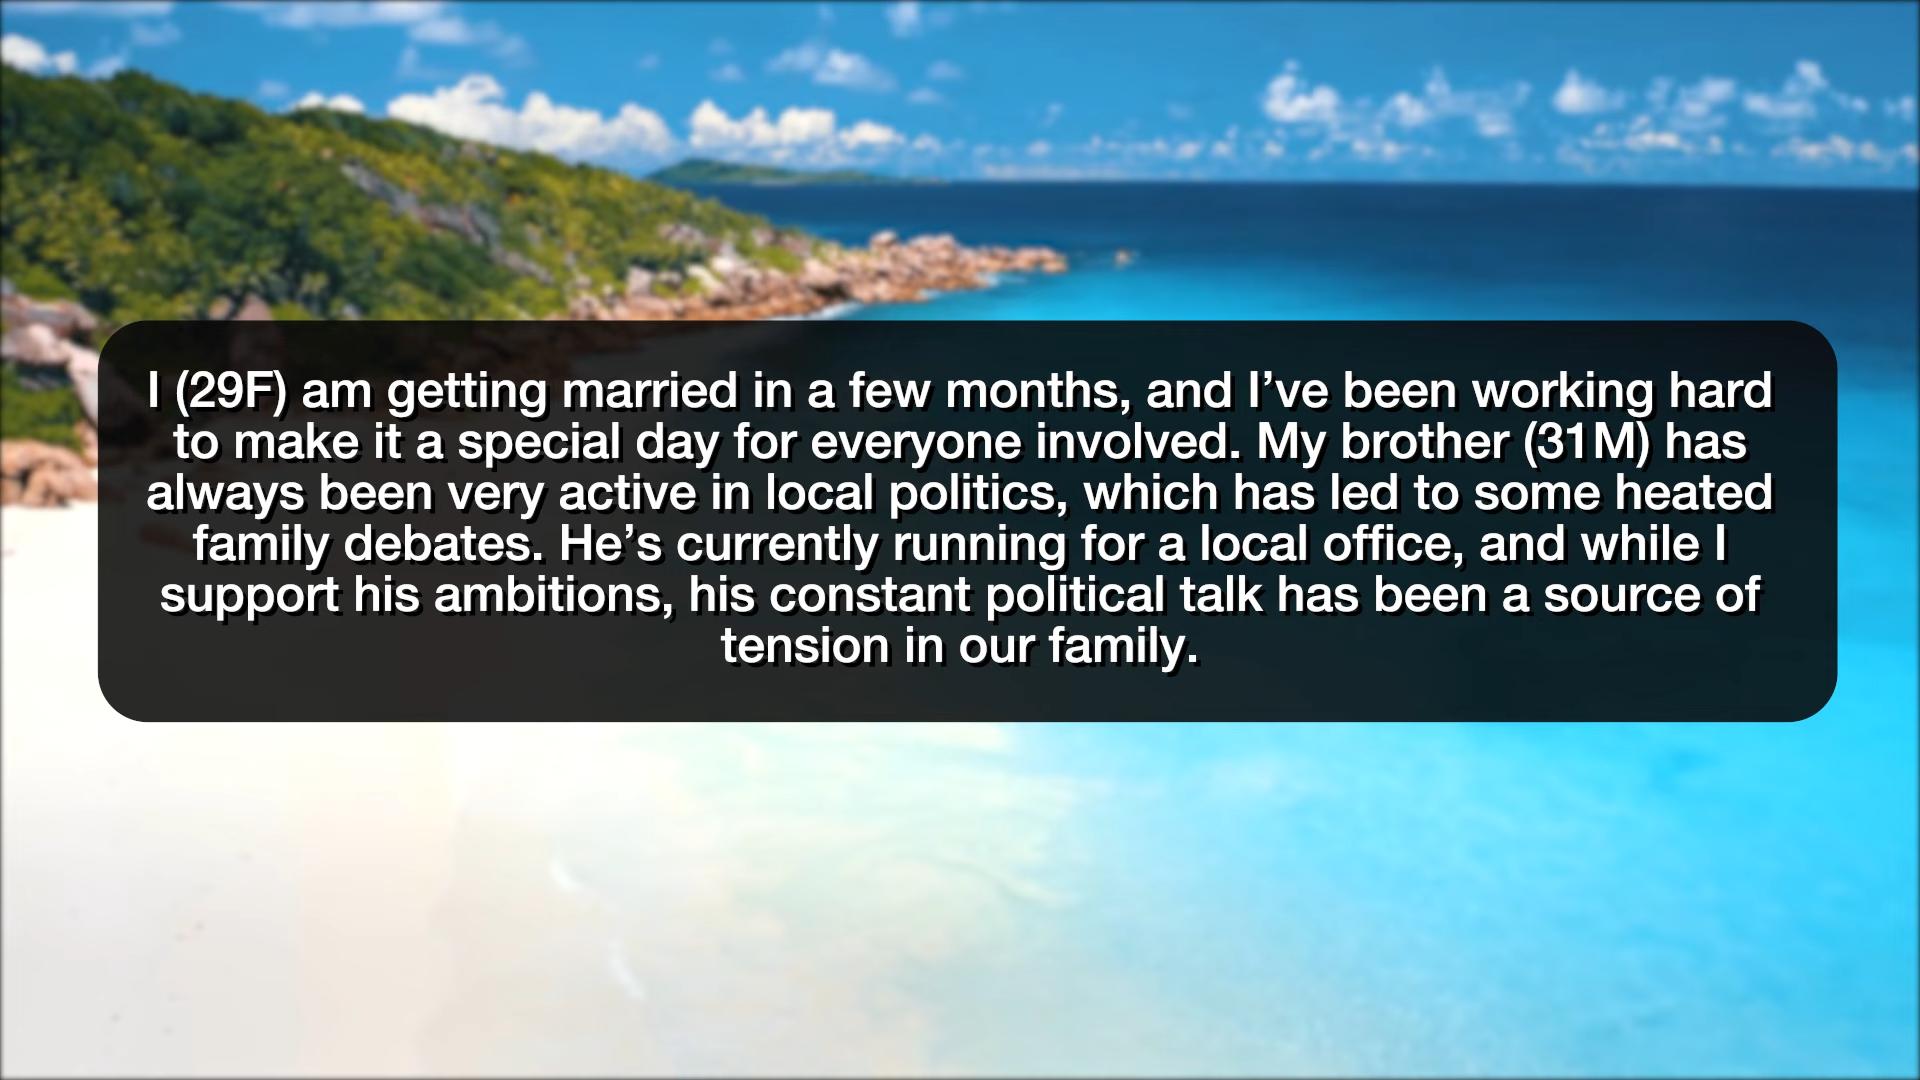 I (29F) am getting married in a few months, and I’ve been working hard
to make it a special day for everyone involved. My brother (31M) has
always been very active in local politics, which has led to some heated
family debates. He’s currently running for a local office, and while I
support his ambitions, his constant political talk has been a source of
tension in our family.